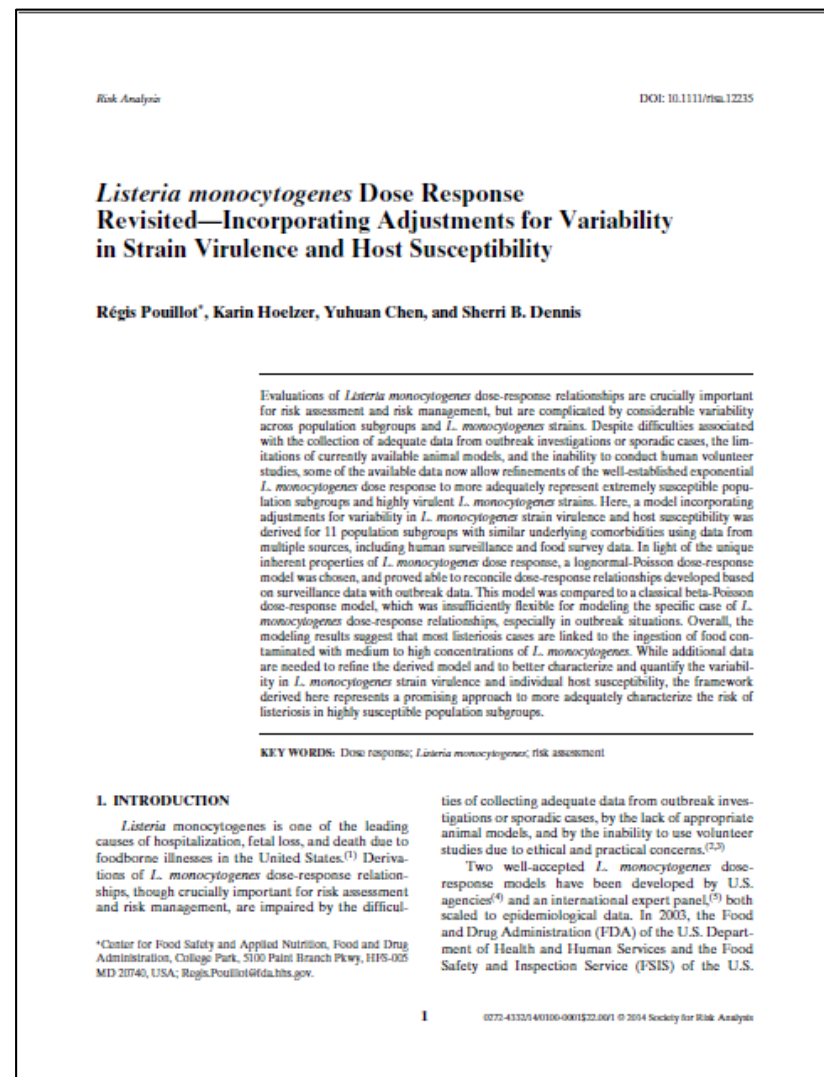 Risk Analysis
DOI: 10.1111/risa.12235
Listeria monocytogenes Dose Response
Revisited—Incorporating Adjustments for Variability
in Strain Virulence and Host Susceptibility
Régis Pouillot*, Karin Hoelzer, Yuhuan Chen, and Sherri B. Dennis
Evaluations of Listeria monocytogenes dose-response relationships are crucially important
for risk assessment and risk management, but are complicated by considerable variability
across population subgroups and L. monocytogenes strains. Despite difficulties associated
with the collection of adequate data from outbreak investigations or sporadic cases, the lim-
itations of currently available animal models, and the inability to conduct human volunteer
studies, some of the available data now allow refinements of the well-established exponential
L. monocytogenes dose response to more adequately represent extremely susceptible popu-
lation subgroups and highly virulent L. monocytogenes strains. Here, a model incorporating
adjustments for variability in L. monocytogenes strain virulence and host susceptibility was
derived for 11 population subgroups with similar underlying comorbidities using data from
multiple sources, including human surveillance and food survey data. In light of the unique
inherent properties of L. monocytogenes dose response, a lognormal-Poisson dose-response
model was chosen, and proved able to reconcile dose-response relationships developed based
on surveillance data with outbreak data. This model was compared to a classical beta-Poisson
dose-response model, which was insufficiently flexible for modeling the specific case of L.
monocytogenes dose-response relationships, especially in outbreak situations. Overall, the
modeling results suggest that most listeriosis cases are linked to the ingestion of food con-
taminated with medium to high concentrations of L. monocytogenes. While additional data
are needed to refine the derived model and to better characterize and quantify the variabil-
ity in L. monocytogenes strain virulence and individual host susceptibility, the framework
derived here represents a promising approach to more adequately characterize the risk of
listeriosis in highly susceptible population subgroups.
KEY WORDS: Dose response; Listeria monocytogenes; risk assessment
1. INTRODUCTION
Listeria monocytogenes is one of the leading
causes of hospitalization, fetal loss, and death due to
foodborne illnesses in the United States.(1) Deriva-
tions of L. monocytogenes dose-response relation-
ships, though crucially important for risk assessment
and risk management, are impaired by the difficul-
*Center for Food Safety and Applied Nutrition, Food and Drug
Administration, College Park, 5100 Paint Branch Pkwy, HFS-005
MD 20740, USA; Regis.Pouillot@fda.hhs.gov.
ties of collecting adequate data from outbreak inves-
tigations or sporadic cases, by the lack of appropriate
animal models, and by the inability to use volunteer
studies due to ethical and practical concerns.(2,3)
Two well-accepted L. monocytogenes dose-
response models have been developed by U.S.
agencies(4) and an international expert panel,(5) both
scaled to epidemiological data. In 2003, the Food
and Drug Administration (FDA) of the U.S. Depart-
ment of Health and Human Services and the Food
Safety and Inspection Service (FSIS) of the U.S.
1
0272-4332/14/0100-0001$22.00/1 © 2014 Society for Risk Analysis